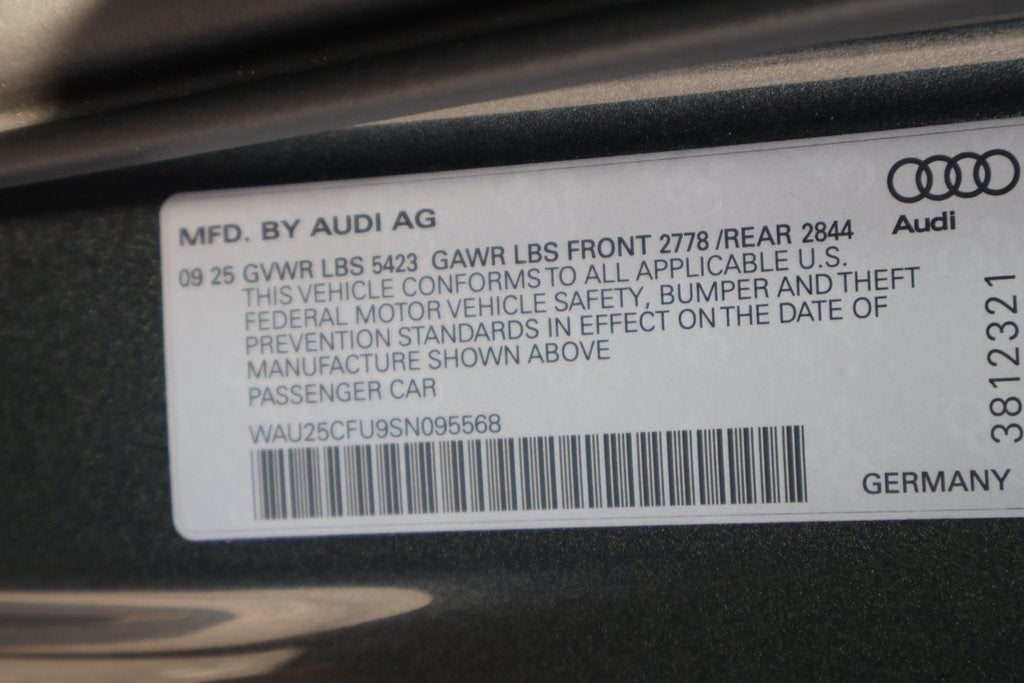 MFD. BY AUDI AG
09 25 GVWR LBS 5423 GAWR LBS FRONT 2778 /REAR 2844
THIS VEHICLE CONFORMS TO ALL APPLICABLE U.S.
FEDERAL MOTOR VEHICLE SAFETY, BUMPER AND THEFT
PREVENTION STANDARDS IN EFFECT ON THE DATE OF
MANUFACTURE SHOWN ABOVE
PASSENGER CAR
WAU25CFU9SN095568
Audi
3812321
GERMANY